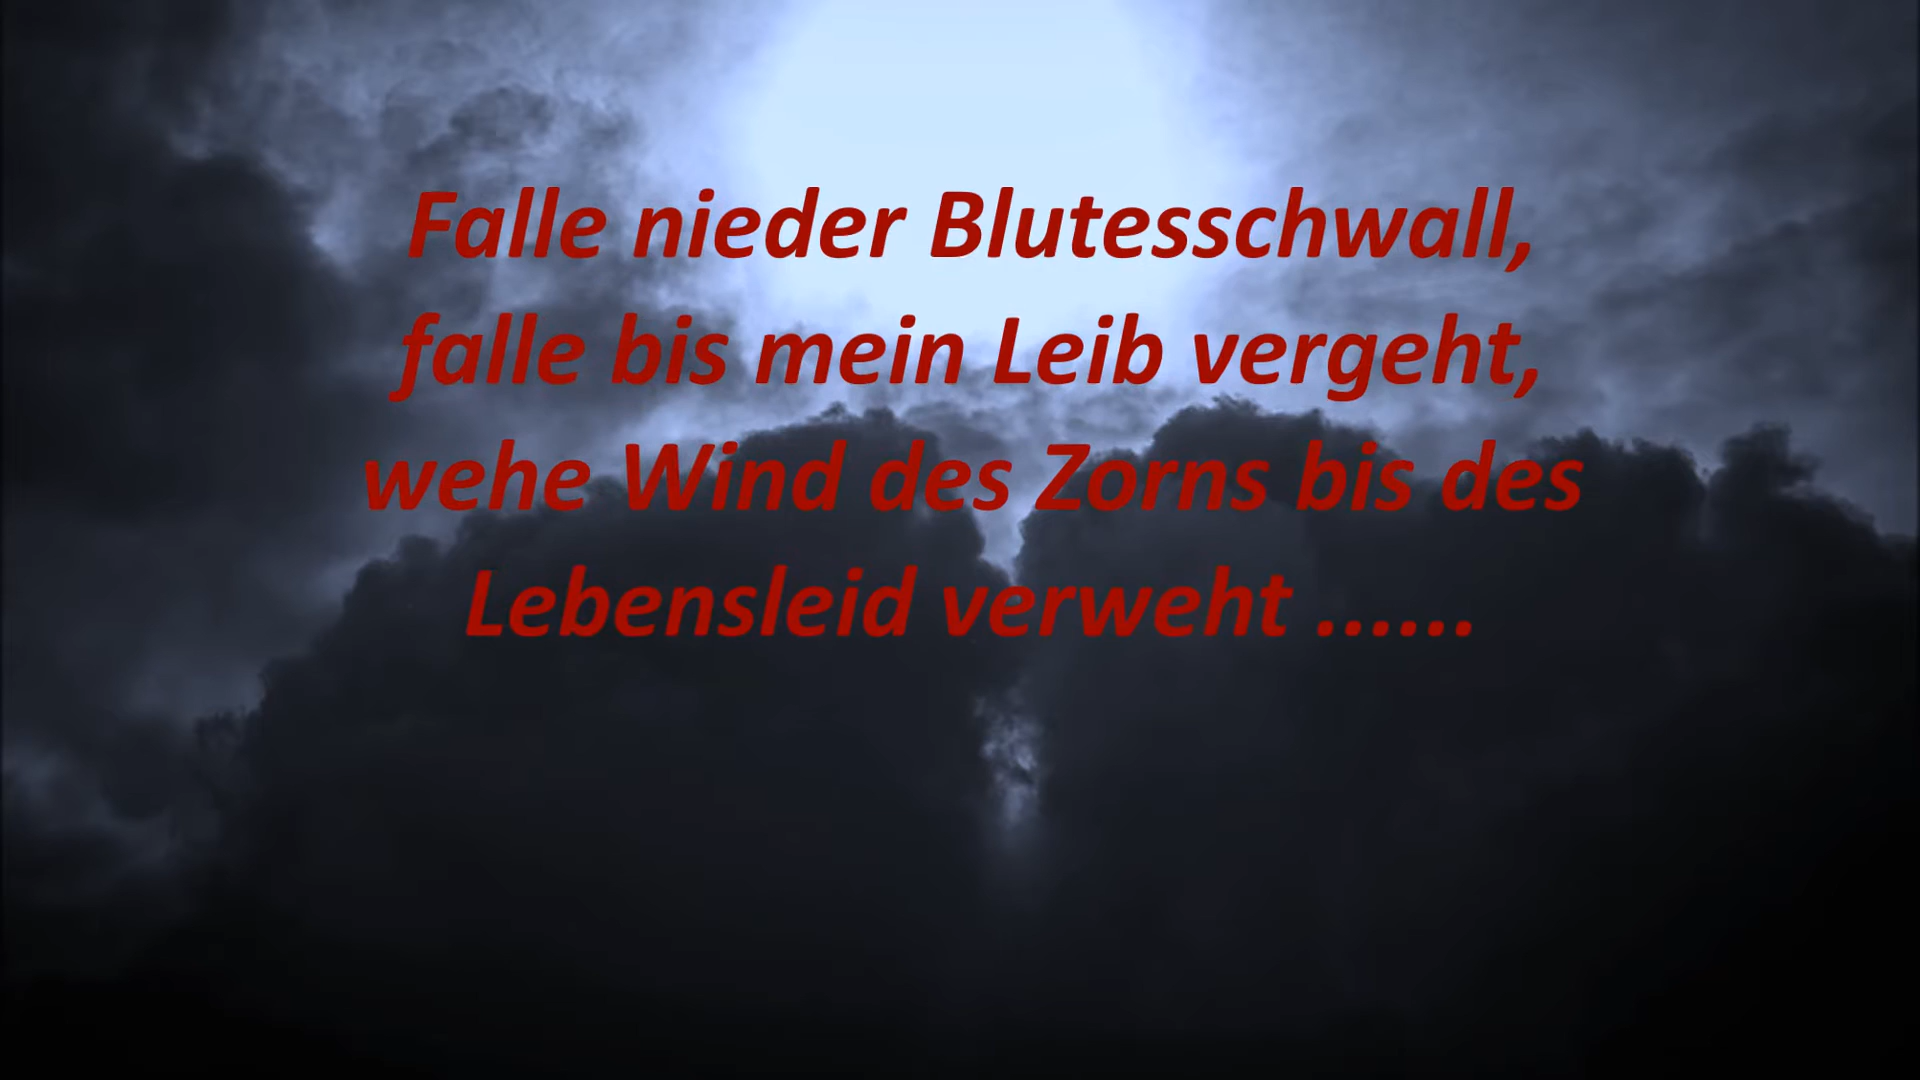 Falle nieder Blutesschwall,
falle bis mein Leib vergeht,
wehe Wind des Zorns bis des
Lebensleid verweht ......